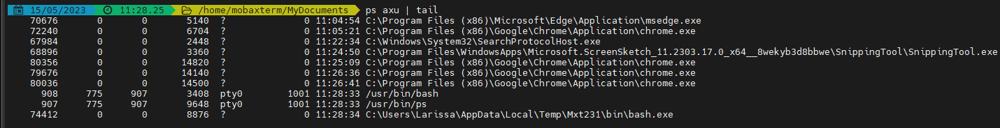 15/05/2023 11:28.25 /home/mobaxterm/MyDocuments ps axu | tail
70676 0 0 5140 ? 0 11:04:54 C:\Program Files (x86)\Microsoft\Edge\Application\msedge.exe
72240 0 0 6704 ? 0 11:05:21 C:\Program Files (x86)\Google\Chrome\Application\chrome.exe
67984 0 0 2448 ? 0 11:22:34 C:\Windows\System32\SearchProtocolHost.exe
68896 0 0 3360 ? 0 11:24:50 C:\Program Files\WindowsApps\Microsoft.ScreenSketch_11.2303.17.0_x64__8wekyb3d8bbwe\SnippingTool\SnippingTool.exe
80356 0 0 14820 ? 0 11:25:09 C:\Program Files (x86)\Google\Chrome\Application\chrome.exe
79676 0 0 14140 ? 0 11:26:36 C:\Program Files (x86)\Google\Chrome\Application\chrome.exe
80036 0 0 14500 ? 0 11:26:41 C:\Program Files (x86)\Google\Chrome\Application\chrome.exe
908 775 907 3408 pty0 1001 11:28:33 /usr/bin/bash
907 775 907 9648 pty0 1001 11:28:33 /usr/bin/ps
74412 0 0 8876 ? 0 11:28:34 C:\Users\Larissa\AppData\Local\Temp\Mxt231\bin\bash.exe